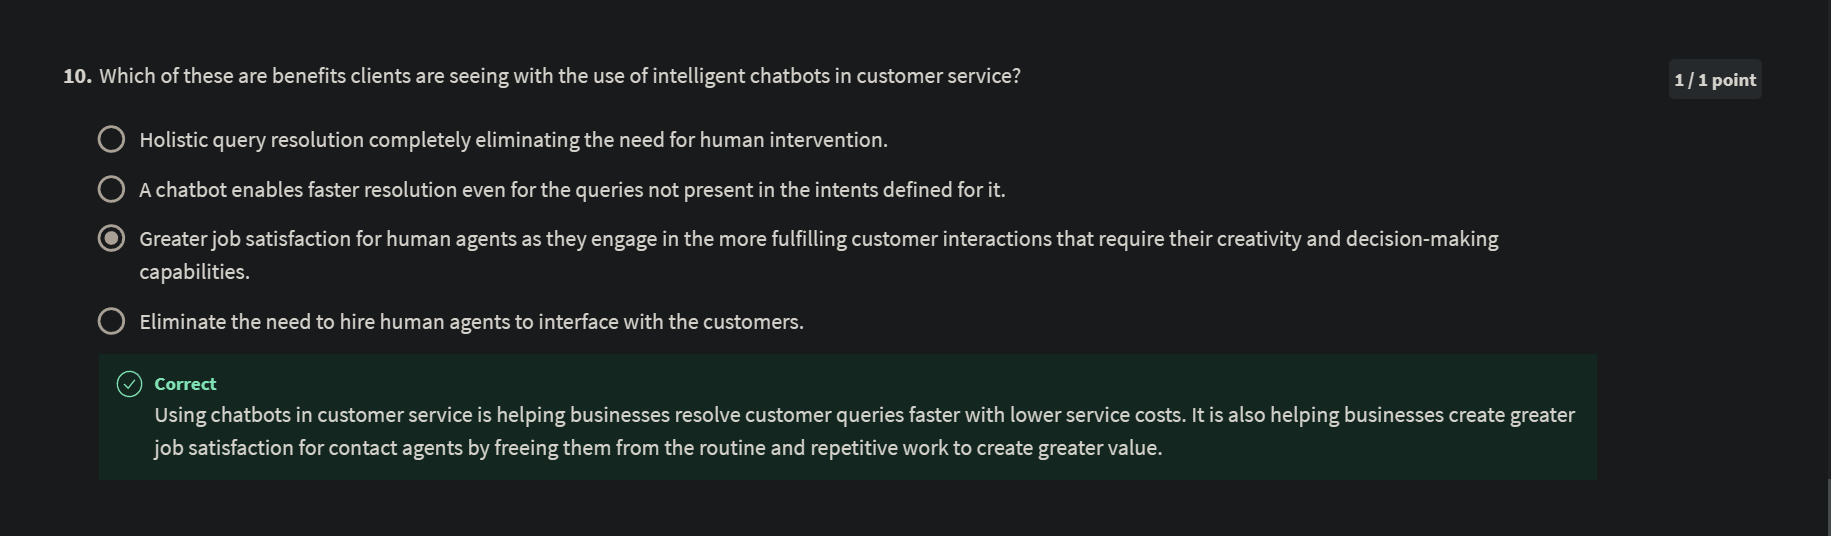 10. Which of these are benefits clients are seeing with the use of intelligent chatbots in customer service?
1 / 1 point
Holistic query resolution completely eliminating the need for human intervention.
A chatbot enables faster resolution even for the queries not present in the intents defined for it.
Greater job satisfaction for human agents as they engage in the more fulfilling customer interactions that require their creativity and decision-making
capabilities.
Eliminate the need to hire human agents to interface with the customers.
Correct
Using chatbots in customer service is helping businesses resolve customer queries faster with lower service costs. It is also helping businesses create greater
job satisfaction for contact agents by freeing them from the routine and repetitive work to create greater value.